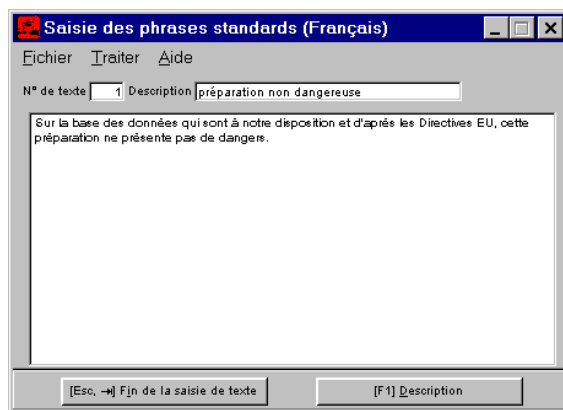 Saisie des phrases standards (Français)
Fichier Traiter Aide
N° de texte 1 Description préparation non dangereuse
Sur la base des données qui sont à notre disposition et d'aprés les Directives EU, cette
préparation ne présente pas de dangers.
[Esc, →] Fin de la saisie de texte [F1] Description